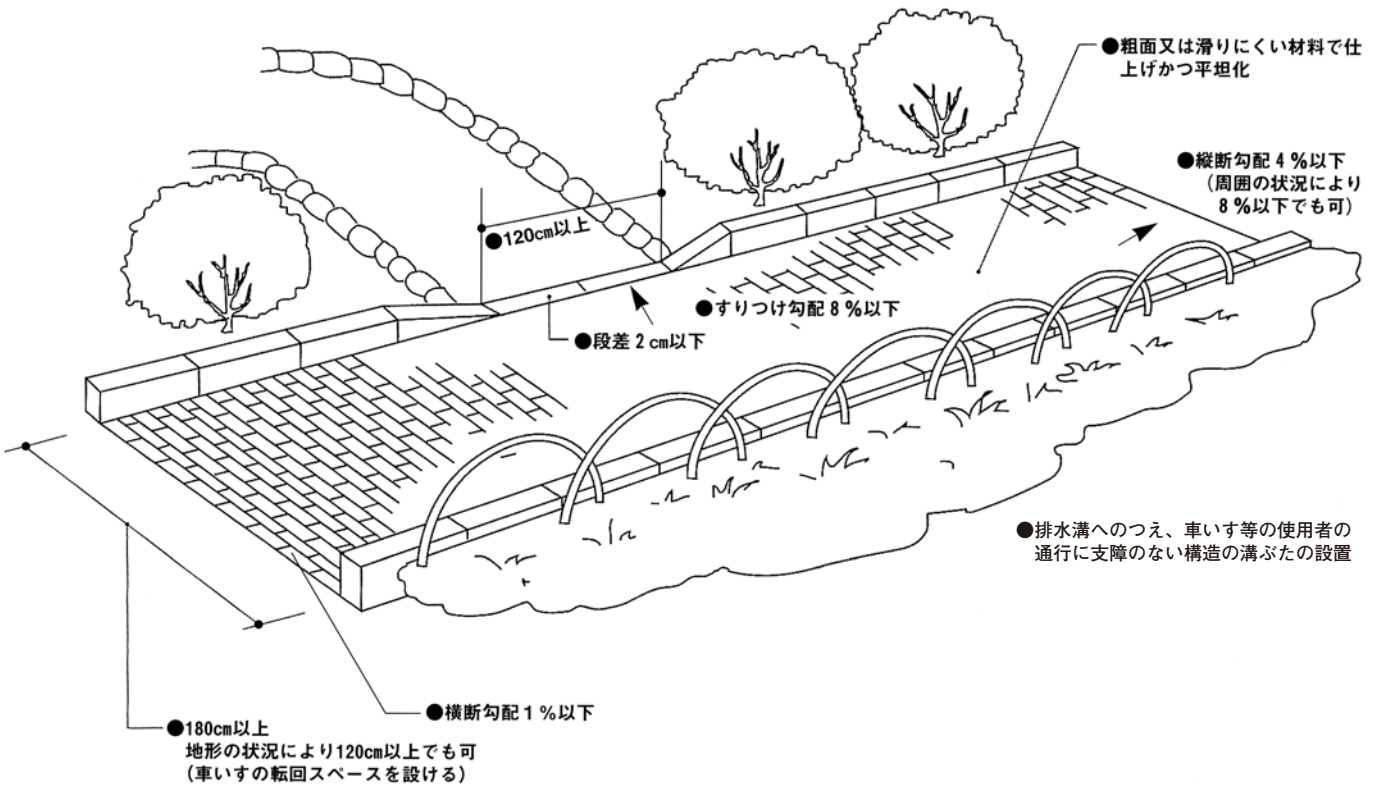 ●粗面又は滑りにくい材料で仕
上げかつ平坦化
●縦断勾配4%以下
(周囲の状況により
8%以下でも可)
●120cm以上
●すりつけ勾配8%以下
●段差2cm以下
●排水溝へのつえ、車いす等の使用者の
通行に支障のない構造の溝ぶたの設置
●横断勾配1%以下
●180cm以上
地形の状況により120cm以上でも可
(車いすの転回スペースを設ける)